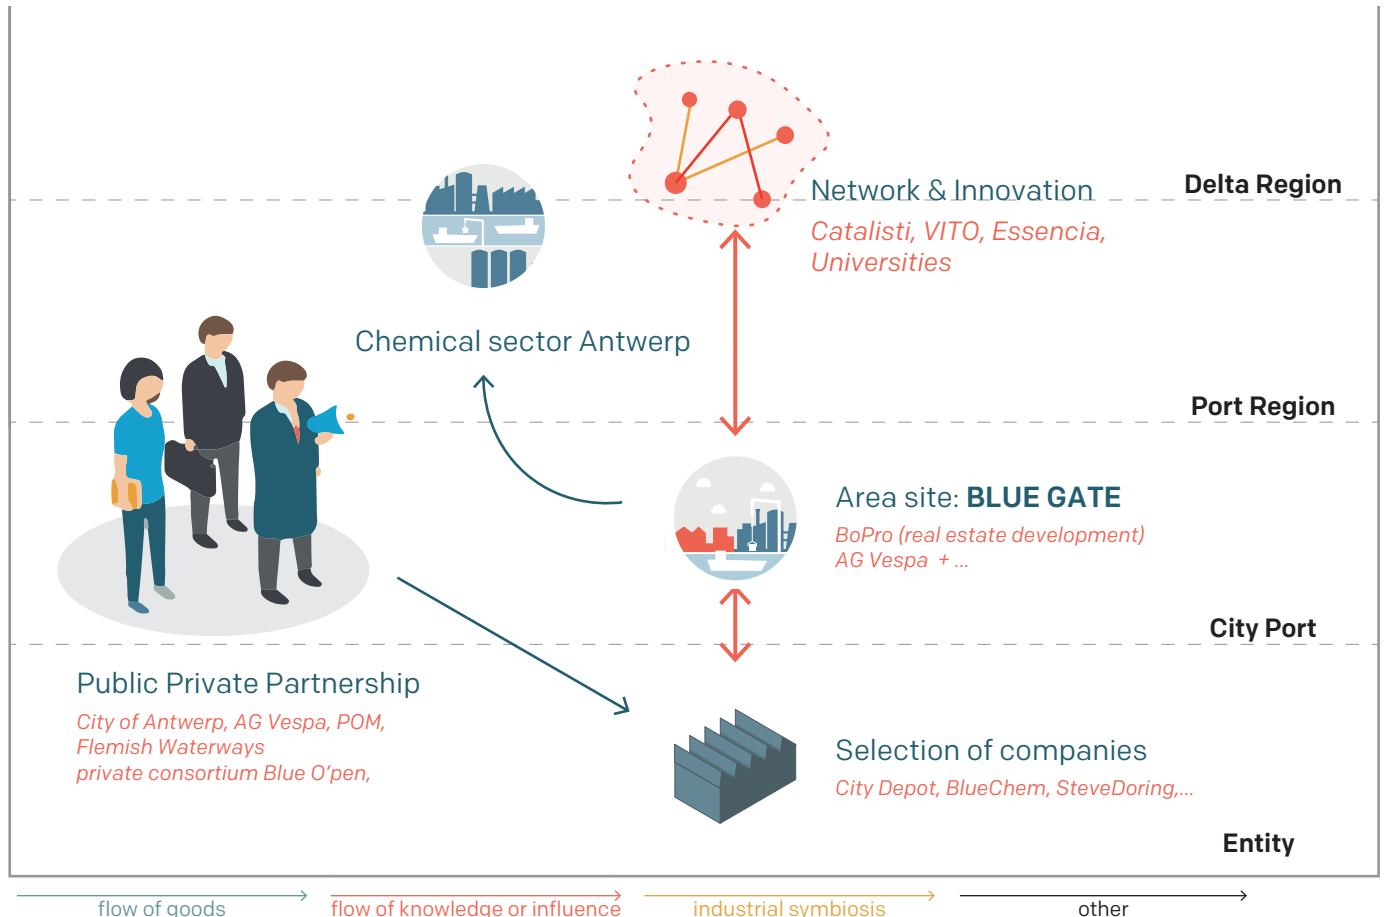 Delta Region
Network & Innovation
Catalisti, VITO, Essencia,
Universities
Chemical sector Antwerp
Port Region
Area site: BLUE GATE
BoPro (real estate development)
AG Vespa + ...
City Port
Public Private Partnership
City of Antwerp, AG Vespa, POM,
Flemish Waterways
private consortium Blue O'pen,
Selection of companies
City Depot, BlueChem, SteveDoring,...
Entity
flow of goods
flow of knowledge or influence
industrial symbiosis
other